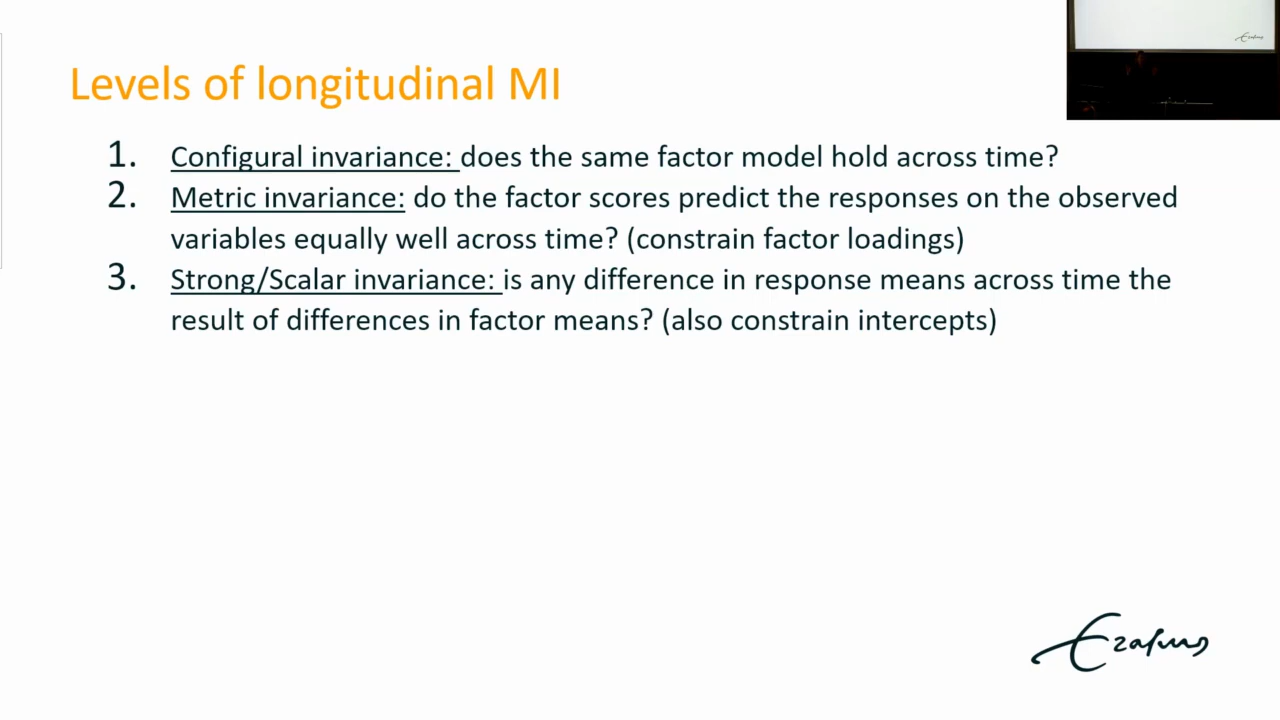 Levels of longitudinal MI
1. Configural invariance: does the same factor model hold across time?
2. Metric invariance: do the factor scores predict the responses on the observed
variables equally well across time? (constrain factor loadings)
3. Strong/Scalar invariance: is any difference in response means across time the
result of differences in factor means? (also constrain intercepts)
Erasmus